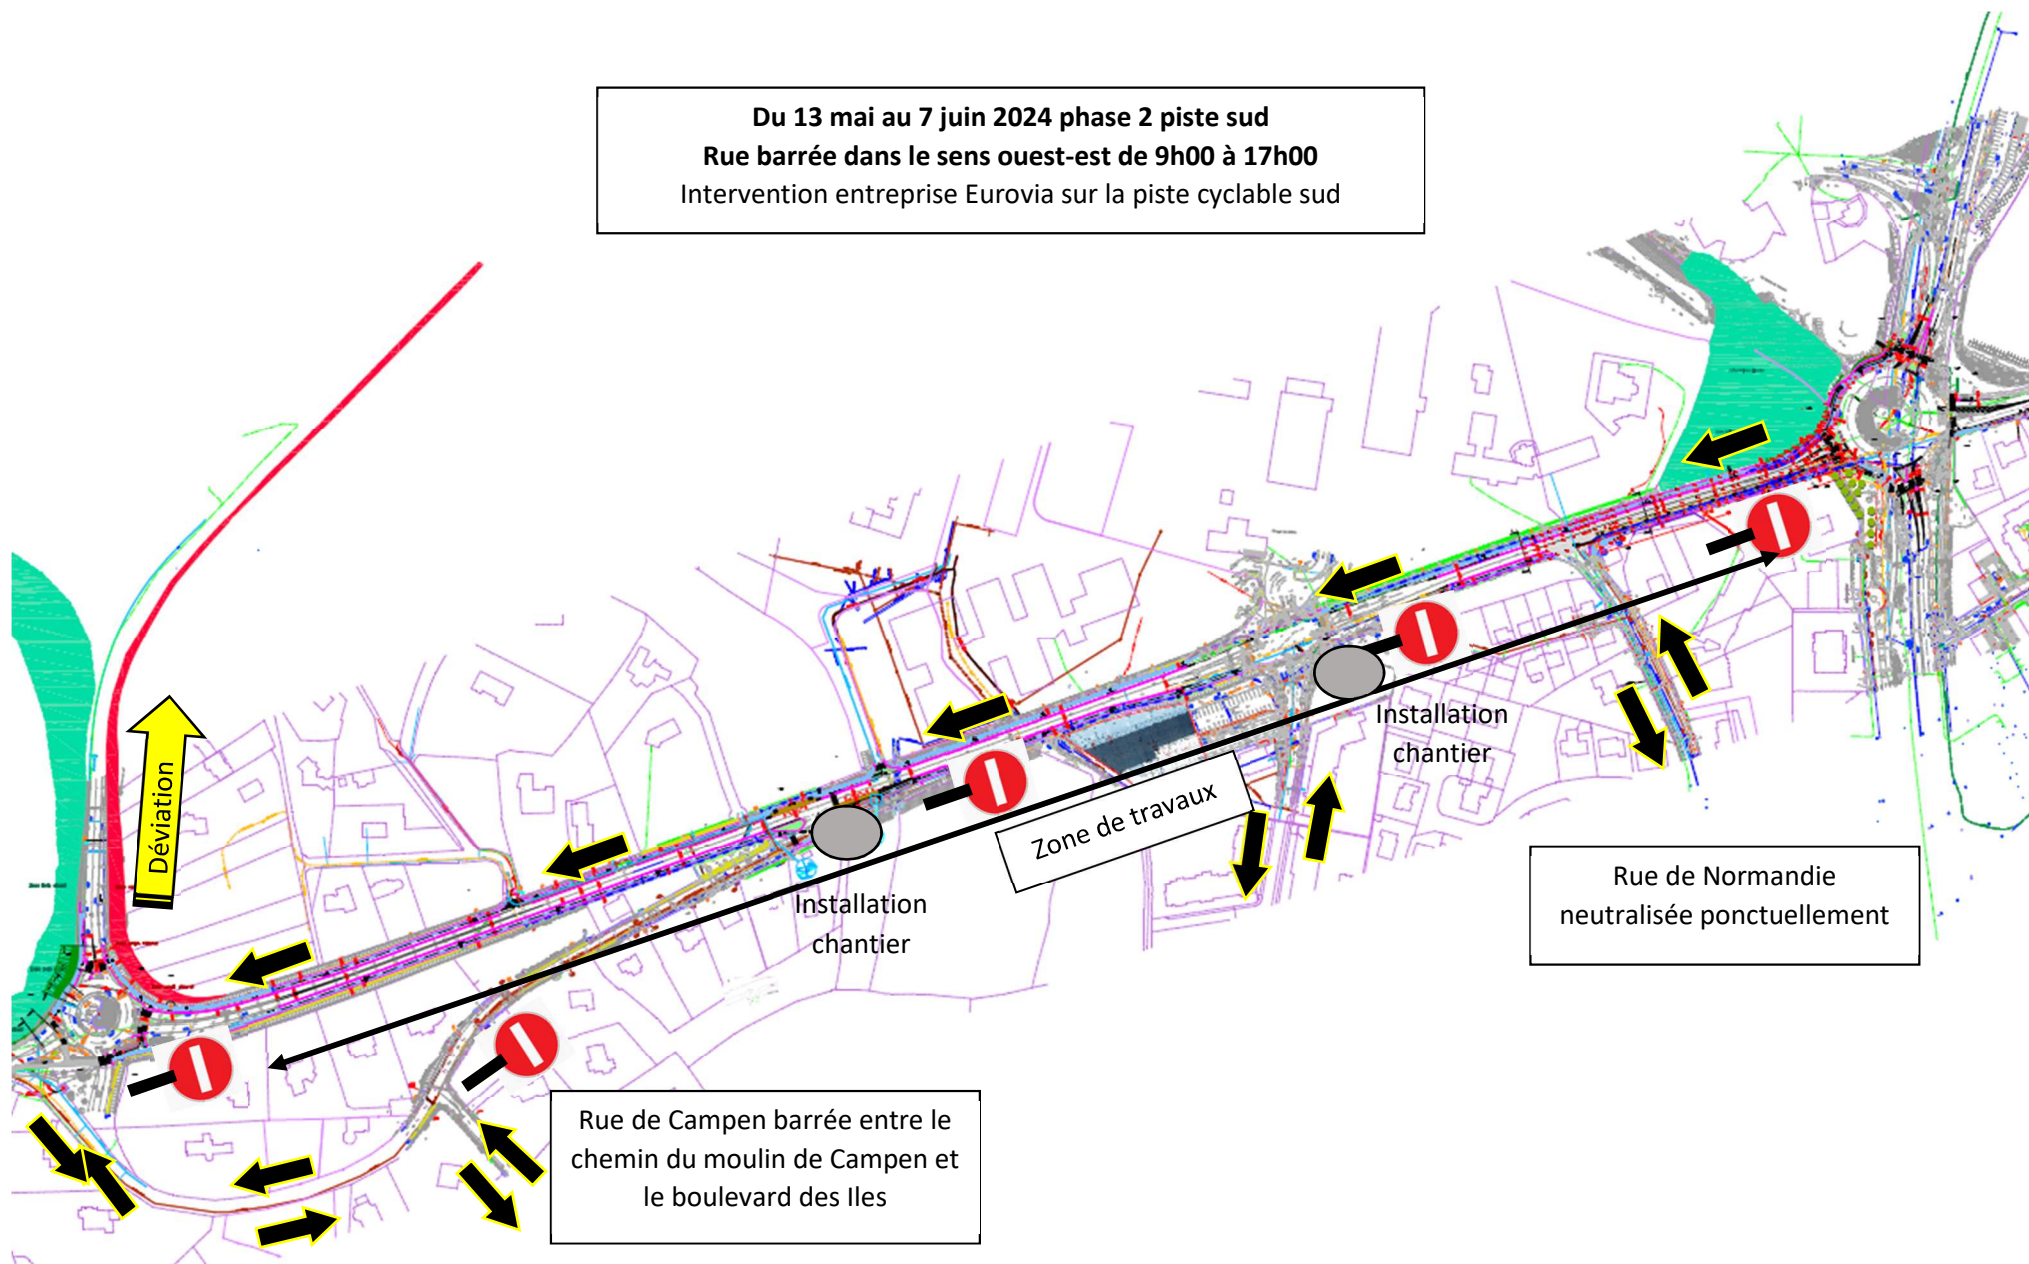 Du 13 mai au 7 juin 2024 phase 2 piste sud
Rue barrée dans le sens ouest-est de 9h00 à 17h00
Intervention entreprise Eurovia sur la piste cyclable sud
Déviation
Installation
chantier
Zone de travaux
Installation
chantier
Rue de Normandie
neutralisée ponctuellement
Rue de Campen barrée entre le
chemin du moulin de Campen et
le boulevard des Iles